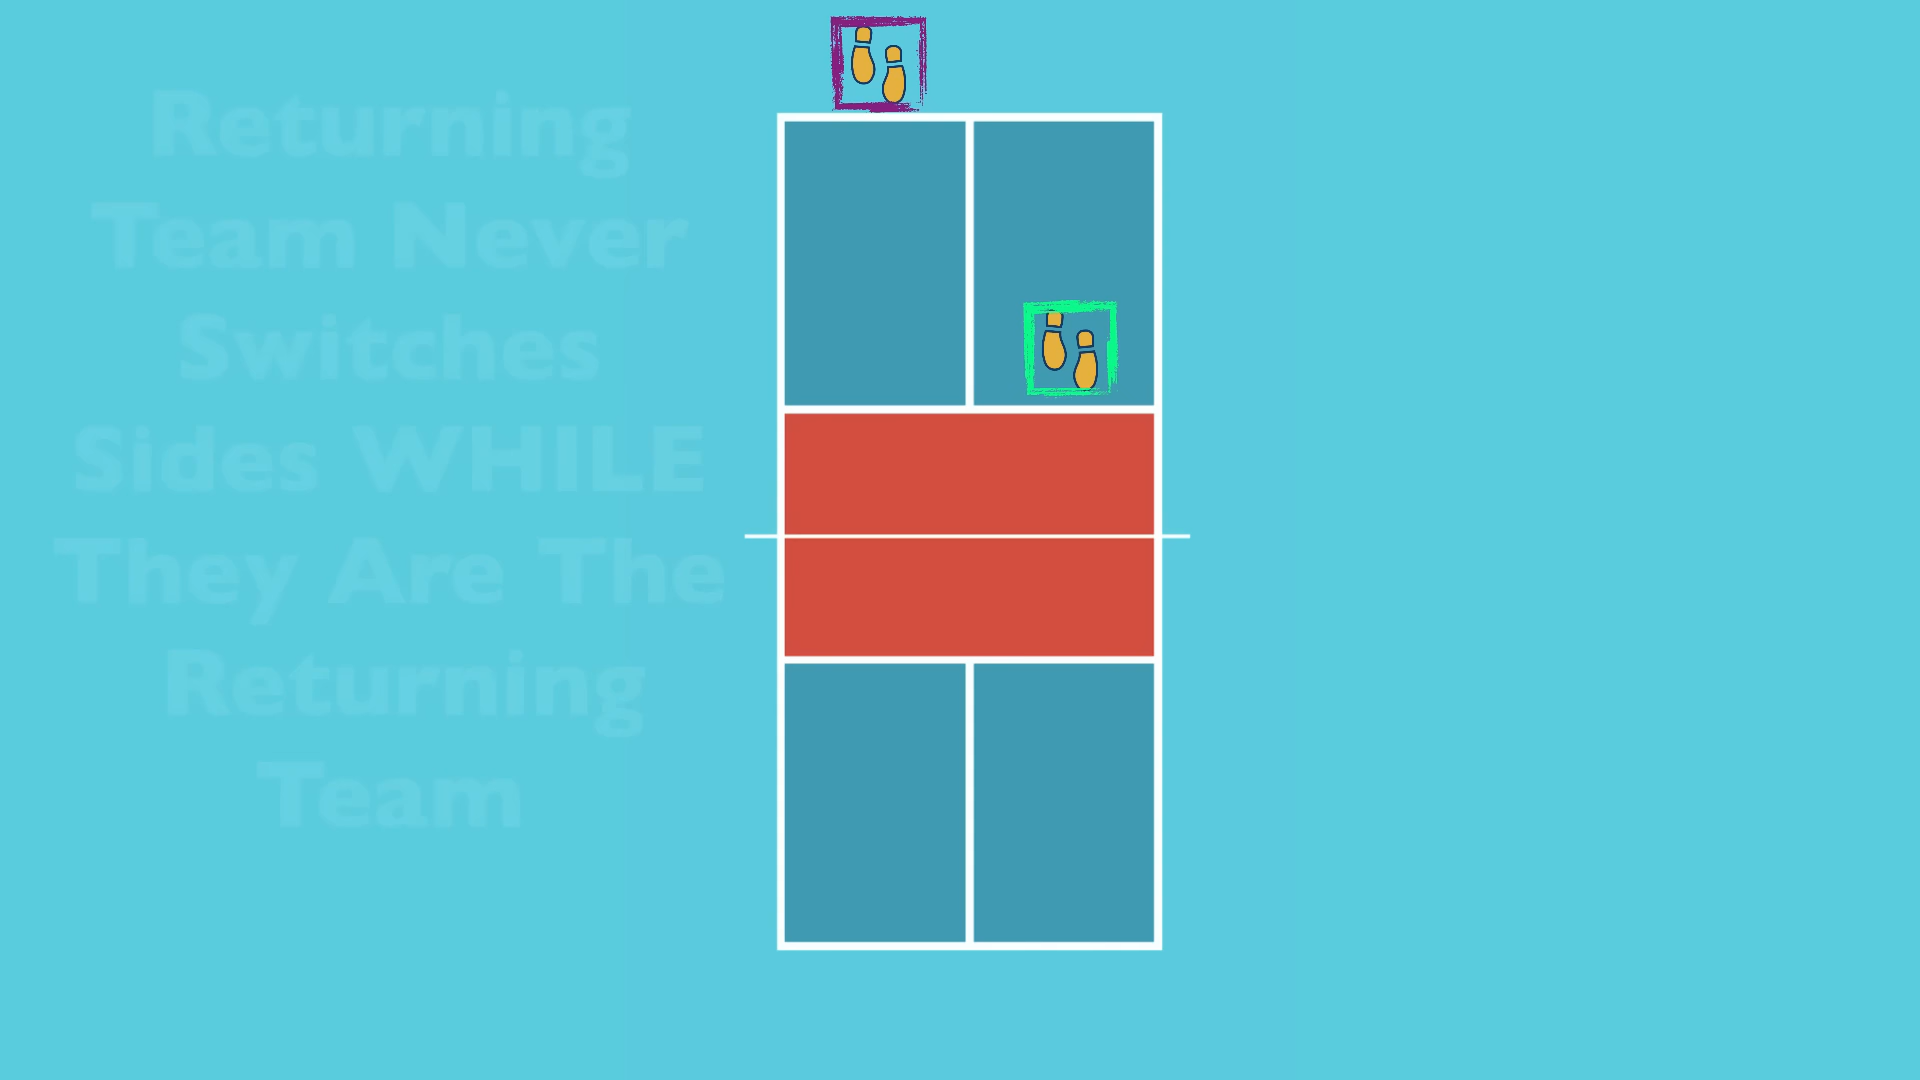 Returning
Team Never
Switches
Sides WHILE
They Are The
Returning
Team